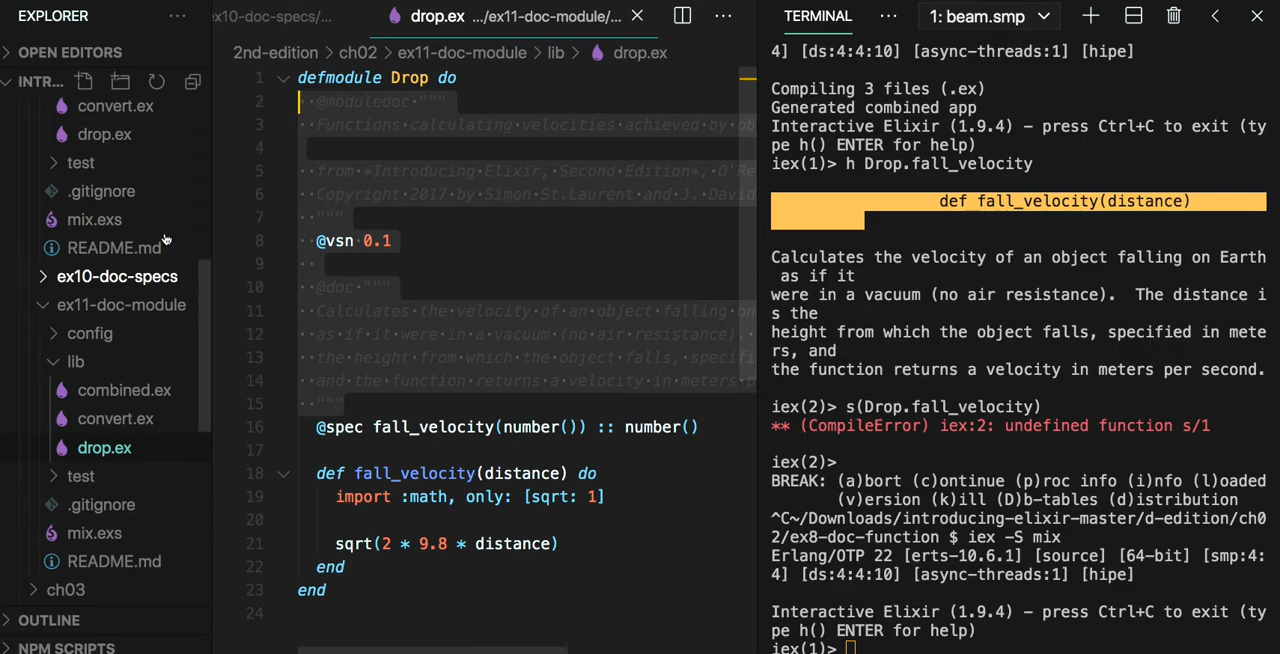 EXPLORER
OPEN EDITORS
INTR...
convert.ex
drop.ex
test
.gitignore
mix.exs
README.md
ex10-doc-specs
ex11-doc-module
config
lib
combined.ex
convert.ex
drop.ex
test
.gitignore
mix.exs
README.md
ch03
OUTLINE
NPM SCRIPTS
x10-doc-specs/...
drop.ex .../ex11-doc-module/...
2nd-edition > ch02 > ex11-doc-module > lib > drop.ex
1 defmodule Drop do
2 @moduledoc """
3 Functions calculating velocities achieved by ob
4
5 from *Introducing Elixir, Second Edition*, O'Re
6 Copyright 2017 by Simon St.Laurent and J. David
7 """
8 @vsn 0.1
9
10 @doc """
11 Calculates the velocity of an object falling on
12 as if it were in a vacuum (no air resistance).
13 the height from which the object falls, specifi
14 and the function returns a velocity in meters p
15 """
16 @spec fall_velocity(number()) :: number()
17
18 def fall_velocity(distance) do
19 import :math, only: [sqrt: 1]
20
21 sqrt(2 * 9.8 * distance)
22 end
23 end
24
TERMINAL
1: beam.smp
4] [ds:4:4:10] [async-threads:1] [hipe]
Compiling 3 files (.ex)
Generated combined app
Interactive Elixir (1.9.4) - press Ctrl+C to exit (ty
pe h() ENTER for help)
iex(1)> h Drop.fall_velocity
def fall_velocity(distance)
Calculates the velocity of an object falling on Earth
as if it
were in a vacuum (no air resistance). The distance i
s the
height from which the object falls, specified in mete
rs, and
the function returns a velocity in meters per second.
iex(2)> s(Drop.fall_velocity)
** (CompileError) iex:2: undefined function s/1
iex(2)>
BREAK: (a)bort (c)ontinue (p)roc info (i)nfo (l)oaded
(v)ersion (k)ill (D)b-tables (d)istribution
^C~/Downloads/introducing-elixir-master/d-edition/ch0
2/ex8-doc-function $ iex -S mix
Erlang/OTP 22 [erts-10.6.1] [source] [64-bit] [smp:4:
4] [ds:4:4:10] [async-threads:1] [hipe]
Interactive Elixir (1.9.4) - press Ctrl+C to exit (ty
pe h() ENTER for help)
iex(1)>